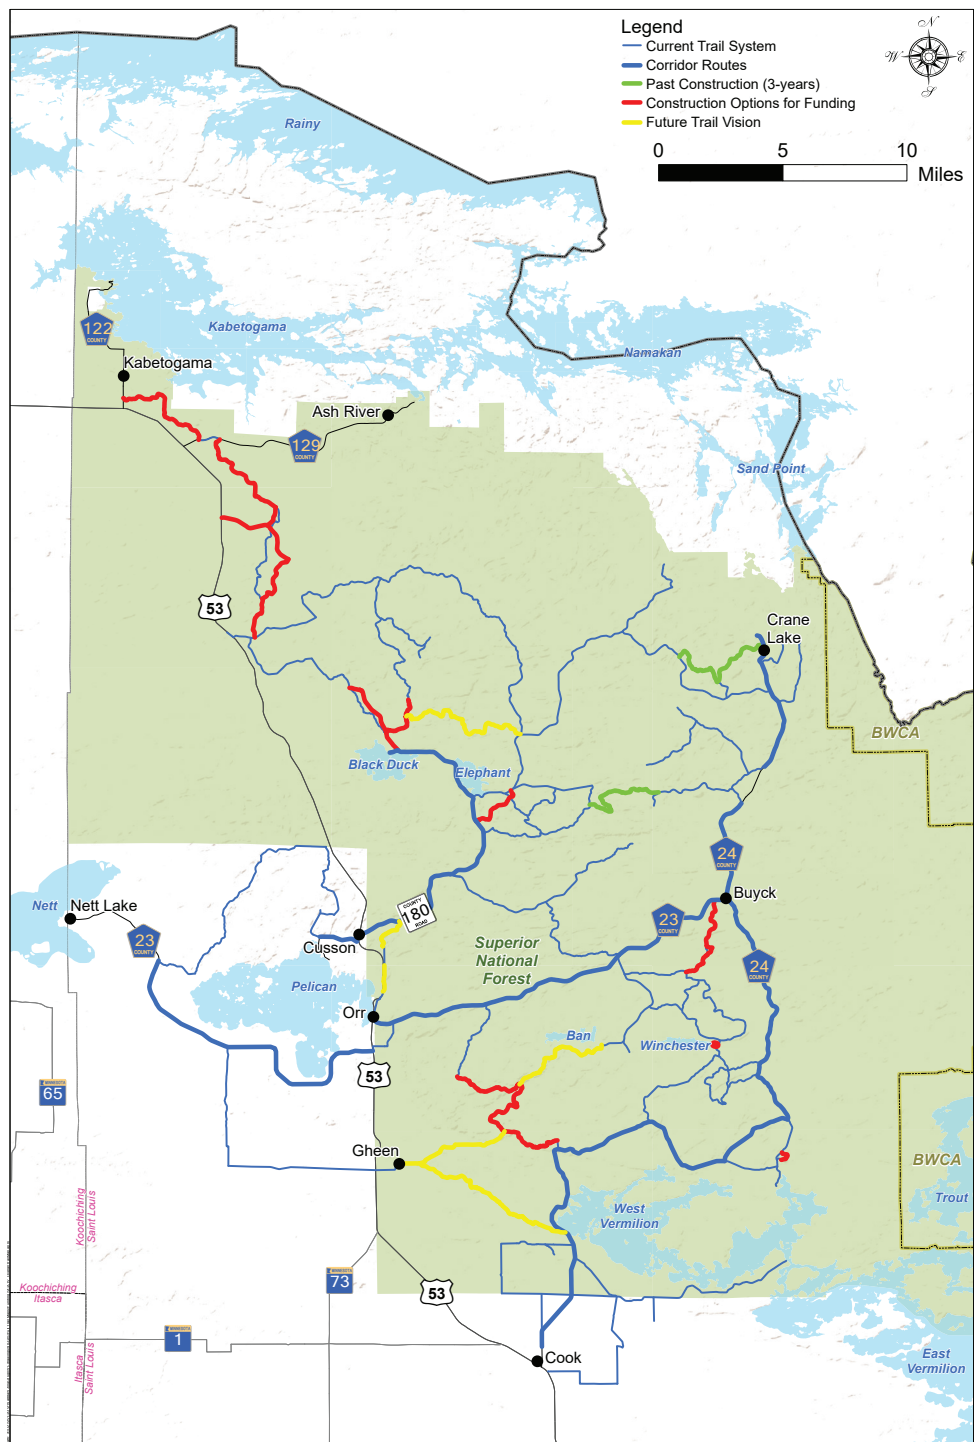 Legend
Current Trail System
Corridor Routes
Past Construction (3-years)
Construction Options for Funding
Future Trail Vision
N
W
E
S
0 5 10
Miles
Rainy
Kabetogama
Namakan
Sand Point
122
COUNTY
Kabetogama
Ash River
129
COUNTY
53
Crane
Lake
BWCA
Black Duck
Elephant
24
COUNTY
Buyck
Nett
Nett Lake
23
COUNTY
COUNTY
180
ROAD
Cusson
23
COUNTY
Superior
National
Forest
24
COUNTY
Pelican
Orr
Ban
Winchester
53
MINNESOTA
65
Gheen
BWCA
Trout
West
Vermilion
Koochiching
Saint Louis
Koochiching
Itasca
MINNESOTA
73
53
MINNESOTA
1
Itasca
Saint Louis
Cook
East
Vermilion